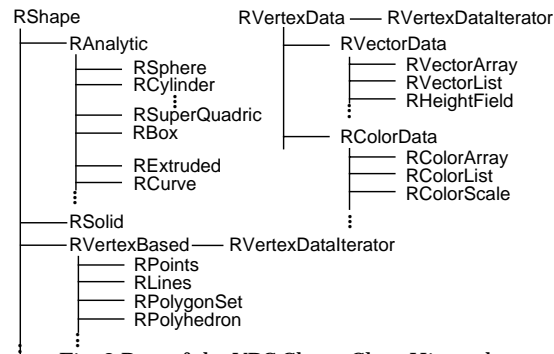 RShape
RAnalytic
RSphere
RCylinder
RSuperQuadric
RBox
RExtruded
RCurve
RSolid
RVertexBased RVertexDataIterator
RPoints
RLines
RPolygonSet
RPolyhedron
RVertexData RVertexDataIterator
RVectorData
RVectorArray
RVectorList
RHeightField
RColorData
RColorArray
RColorList
RColorScale